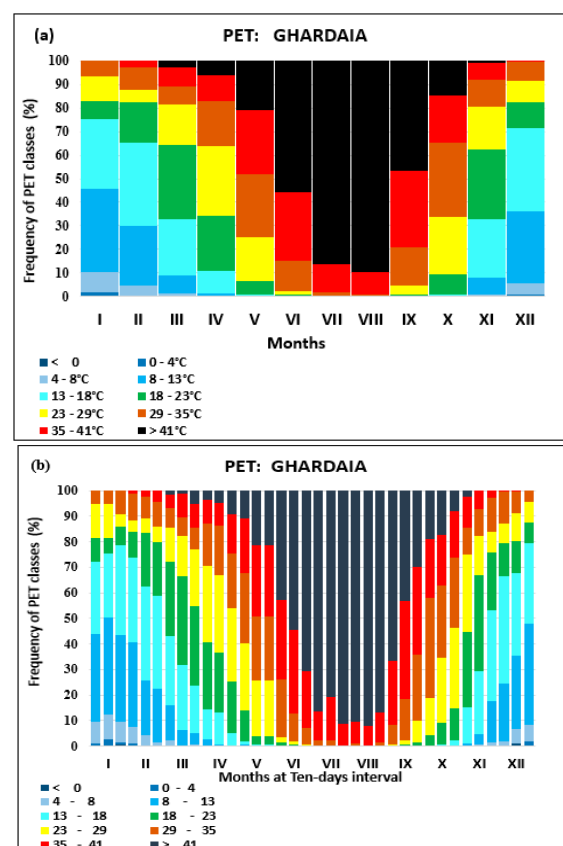 (a) PET: GHARDAIA
Frequency of PET classes (%)
100
90
80
70
60
50
40
30
20
10
0
I II III IV V VI VII VIII IX X XI XII
Months
< 0 0 - 4°C
4 - 8°C 8 - 13°C
13 - 18°C 18 - 23°C
23 - 29°C 29 - 35°C
35 - 41°C > 41°C
(b) PET: GHARDAIA
Frequency of PET classes (%)
100
90
80
70
60
50
40
30
20
10
0
I II III IV V VI VII VIII IX X XI XII
Months at Ten-days interval
< 0 0 - 4
4 - 8 8 - 13
13 - 18 18 - 23
23 - 29 29 - 35
35 - 41 > 41